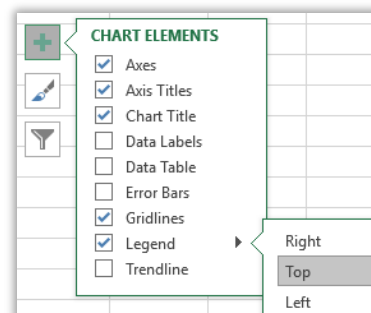 CHART ELEMENTS
Axes
Axis Titles
Chart Title
Data Labels
Data Table
Error Bars
Gridlines
Legend
Trendline
Right
Top
Left